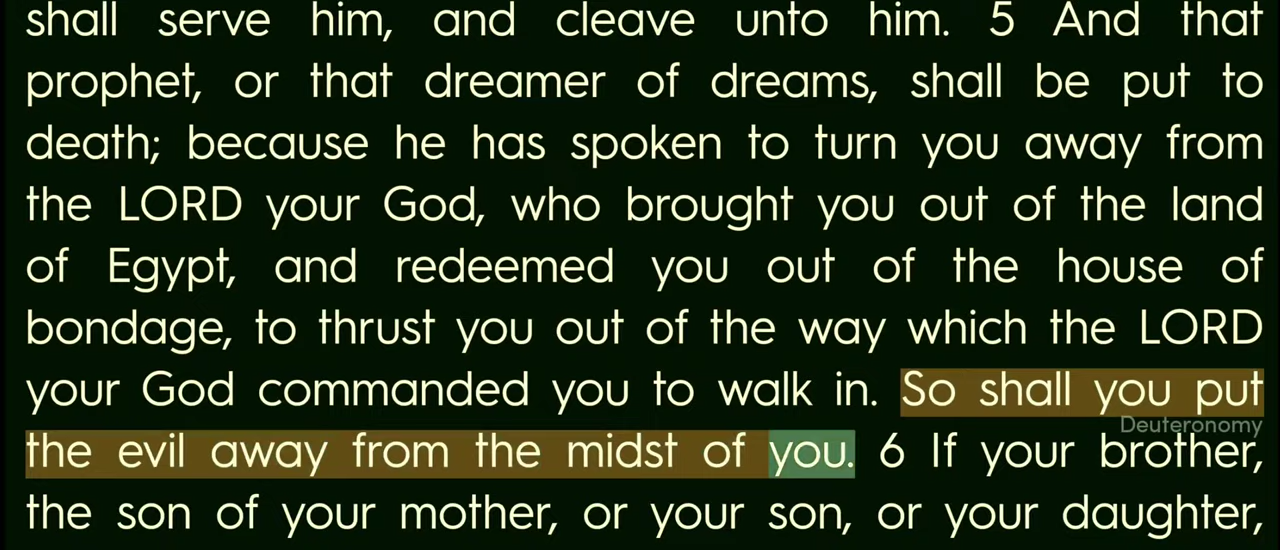 shall serve him, and cleave unto him. 5 And that
prophet, or that dreamer of dreams, shall be put to
death; because he has spoken to turn you away from
the LORD your God, who brought you out of the land
of Egypt, and redeemed you out of the house of
bondage, to thrust you out of the way which the LORD
your God commanded you to walk in. So shall you put
Deuteronomy
the evil away from the midst of you. 6 If your brother,
the son of your mother, or your son, or your daughter,